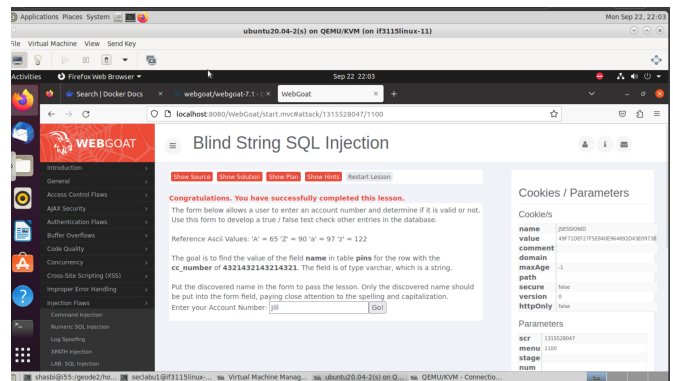 Applications Places System
Mon Sep 22, 22:03
ubuntu20.04-2(s) on QEMU/KVM (on if3115linux-11)
File Virtual Machine View Send Key
Activities Firefox Web Browser Sep 22 22:03
Search | Docker Docs × webgoat/webgoat-7.1 - D × WebGoat × +
localhost:8080/WebGoat/start.mvc#attack/1315528047/1100
WEBGOAT
Blind String SQL Injection
Introduction
General
Access Control Flaws
AJAX Security
Authentication Flaws
Buffer Overflows
Code Quality
Concurrency
Cross-Site Scripting (XSS)
Improper Error Handling
Injection Flaws
Command Injection
Numeric SQL Injection
Log Spoofing
XPATH Injection
LAB: SQL Injection
Show Source Show Solution Show Plan Show Hints Restart Lesson
Congratulations. You have successfully completed this lesson.
The form below allows a user to enter an account number and determine if it is valid or not.
Use this form to develop a true / false test check other entries in the database.
Reference Ascii Values: 'A' = 65 'Z' = 90 'a' = 97 'z' = 122
The goal is to find the value of the field name in table pins for the row with the
cc_number of 4321432143214321. The field is of type varchar, which is a string.
Put the discovered name in the form to pass the lesson. Only the discovered name should
be put into the form field, paying close attention to the spelling and capitalization.
Enter your Account Number: Jill Go!
Cookies / Parameters
Cookie/s
name JSESSIONID
value
comment
domain
maxAge -1
path
secure false
version 0
httpOnly false
Parameters
scr 1315528047
menu 1100
stage
num
shasbi@i55:/geode2/ho... seclabu1@if3115linux-... Virtual Machine Manag... ubuntu20.04-2(s) on Q... QEMU/KVM - Connectio...